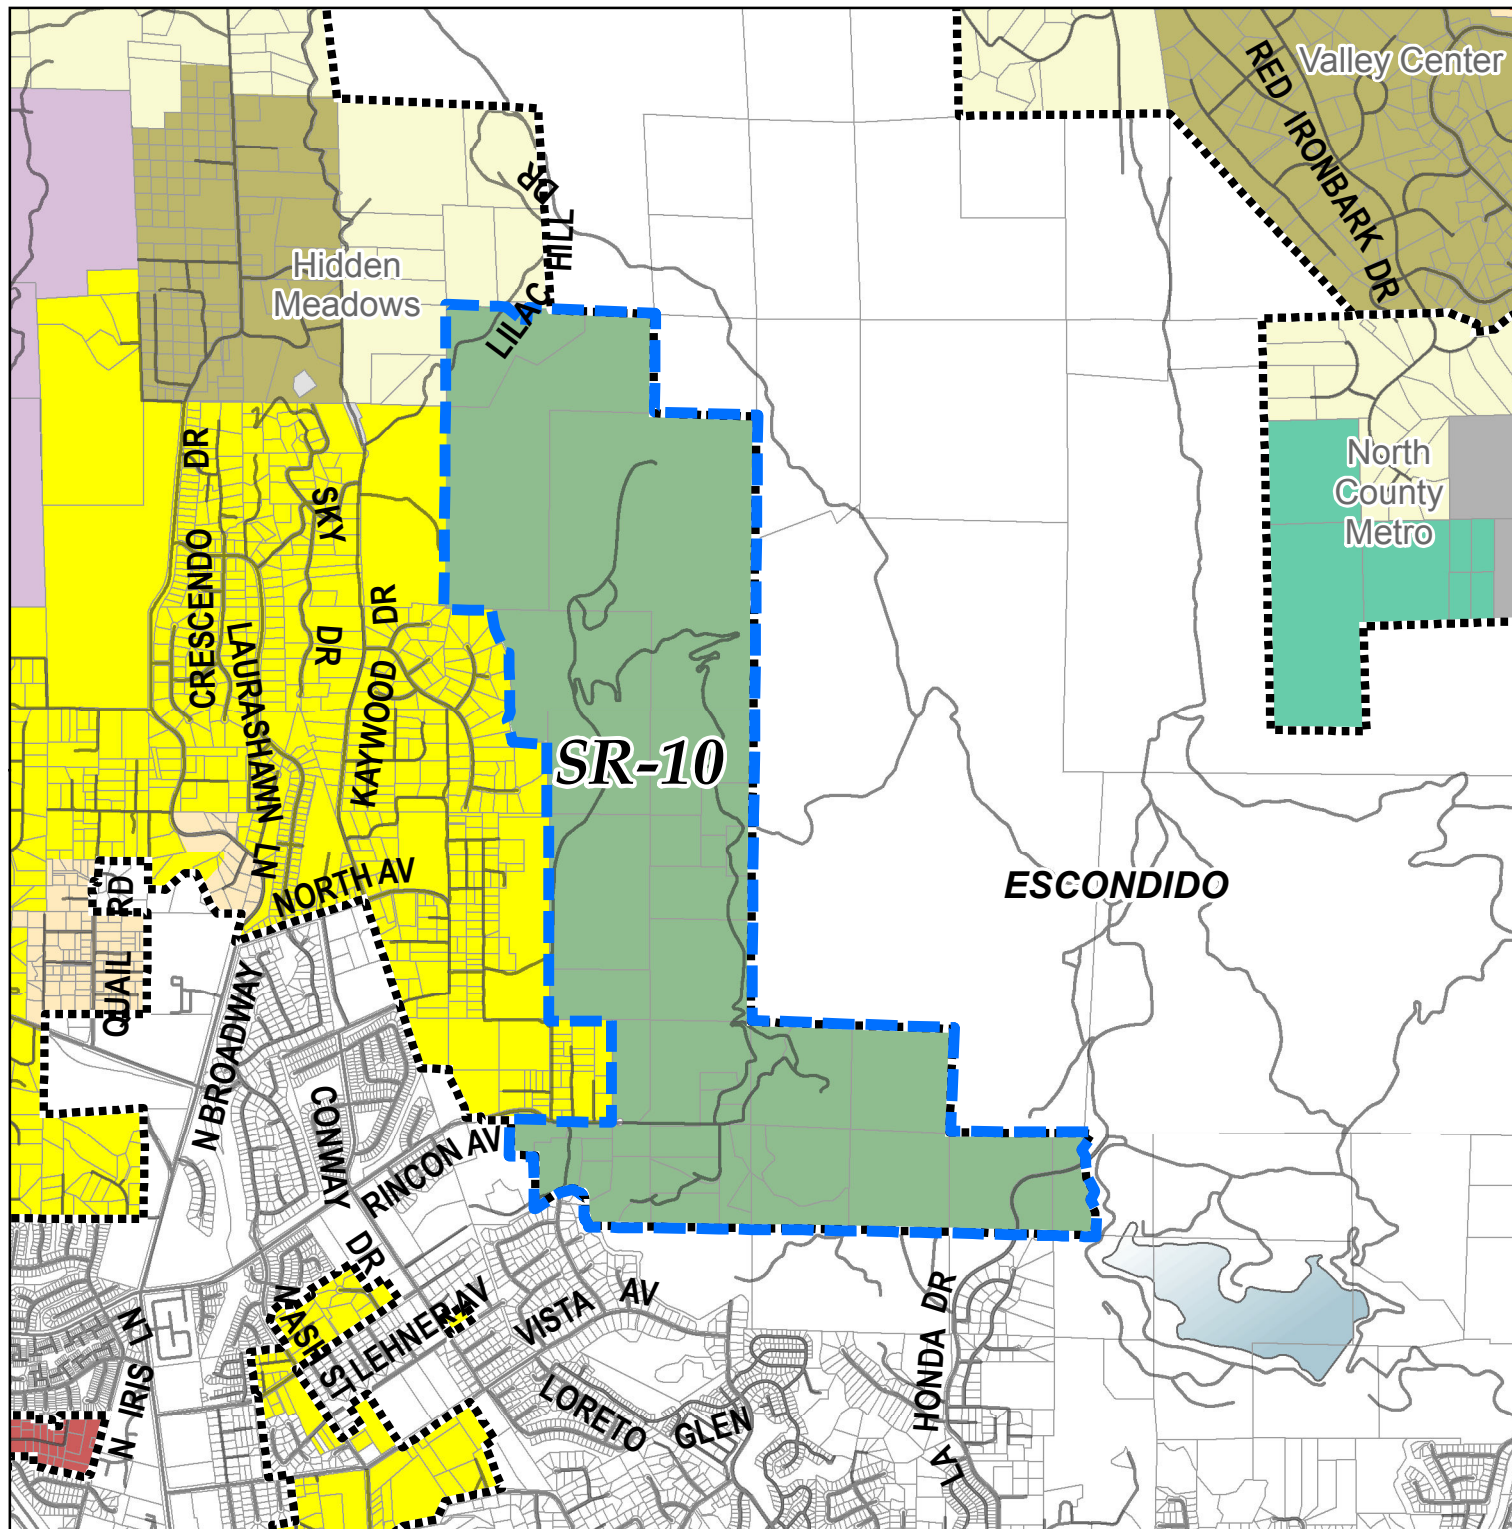 Valley Center
RED IRONBARK DR
LILAC HILL DR
Hidden
Meadows
North
County
Metro
CRESCENDO DR
SKY DR
LAURASHAWN LN
KAYWOOD DR
SR-10
NORTH AV
ESCONDIDO
QUAIL RD
N BROADWAY
CONWAY DR
RINCON AV
N IRIS LN
N ASH ST
LEHNER AV
VISTA AV
LORETO GLEN
LA HONDA DR